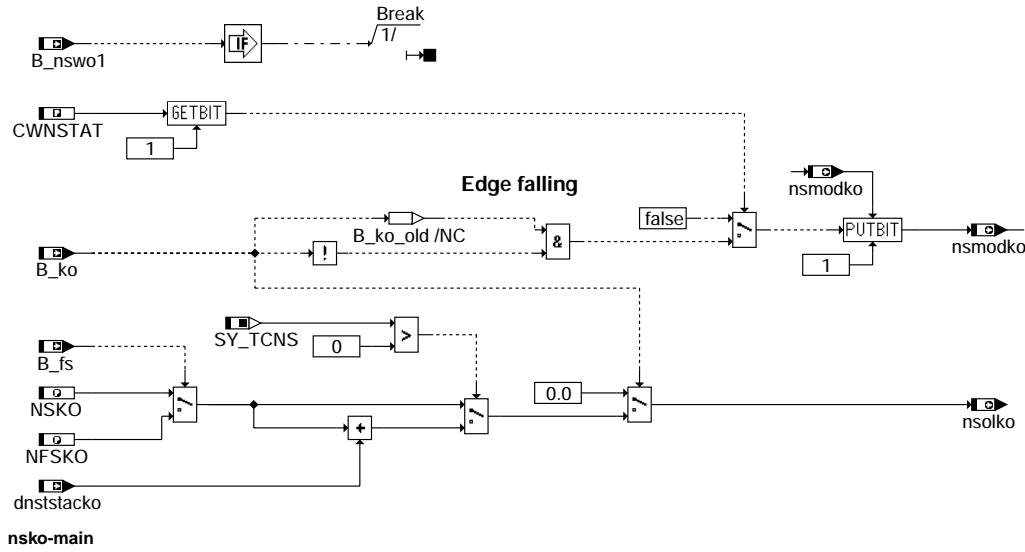 Break
1/
IF
B_nswo1
GETBIT
CWNSTAT
1
Edge falling
nsmodko
false
B_ko_old /NC
!
&
PUTBIT
B_ko
nsmodko
1
SY_TCNS
>
0
B_fs
NSKO
0.0
NFSKO
+
nsolko
dnststacko
nsko-main